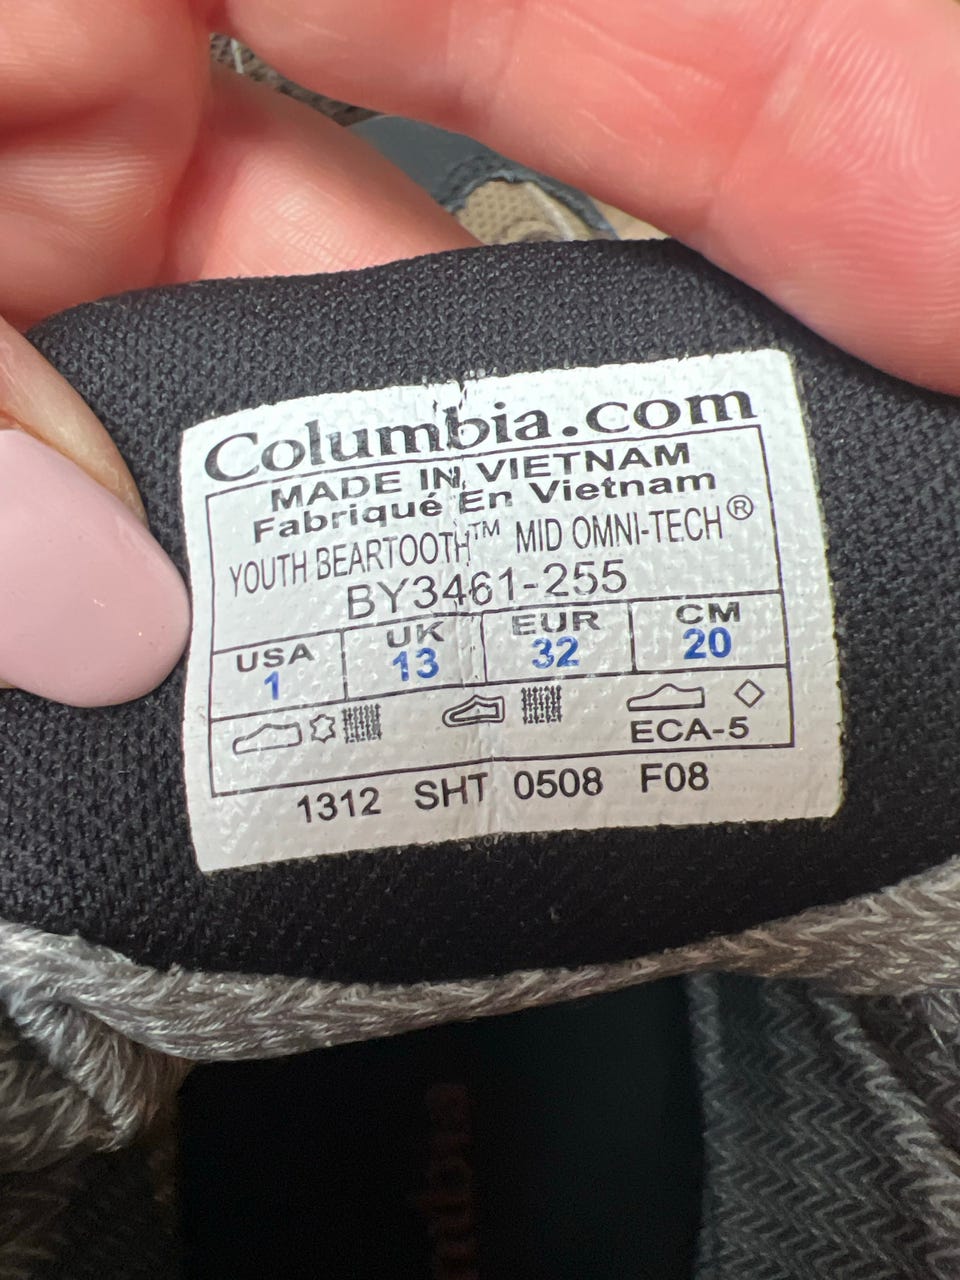 Columbia.com
MADE IN VIETNAM
Fabriqué En Vietnam
YOUTH BEARTOOTH™ MID OMNI-TECH®
BY3461-255
USA UK EUR CM
1 13 32 20
ECA-5
1312 SHT 0508 F08